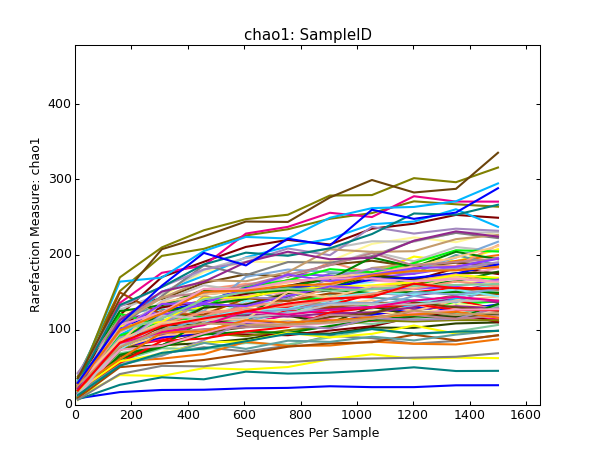 chao1: SampleID
Rarefaction Measure: chao1
400
300
200
100
0
0 200 400 600 800 1000 1200 1400 1600
Sequences Per Sample